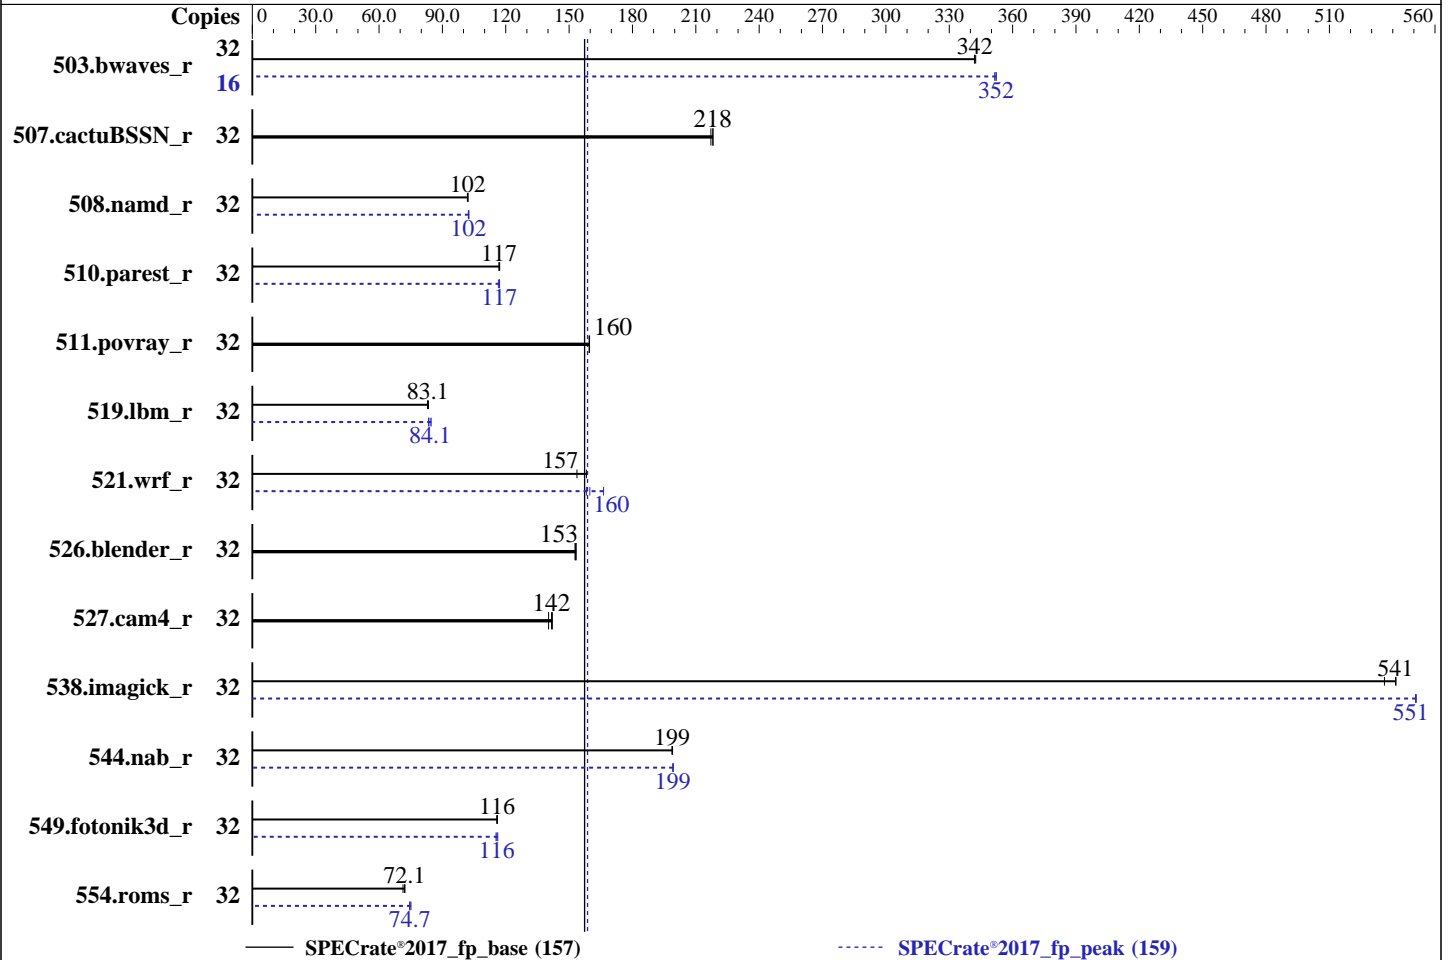 Copies 0 30.0 60.0 90.0 120 150 180 210 240 270 300 330 360 390 420 450 480 510 560
503.bwaves_r 32 342
16 352
507.cactuBSSN_r 32 218
508.namd_r 32 102
102
510.parest_r 32 117
117
511.povray_r 32 160
519.lbm_r 32 83.1
84.1
521.wrf_r 32 157
160
526.blender_r 32 153
527.cam4_r 32 142
538.imagick_r 32 541
551
544.nab_r 32 199
199
549.fotonik3d_r 32 116
116
554.roms_r 32 72.1
74.7
SPECrate®2017_fp_base (157) SPECrate®2017_fp_peak (159)